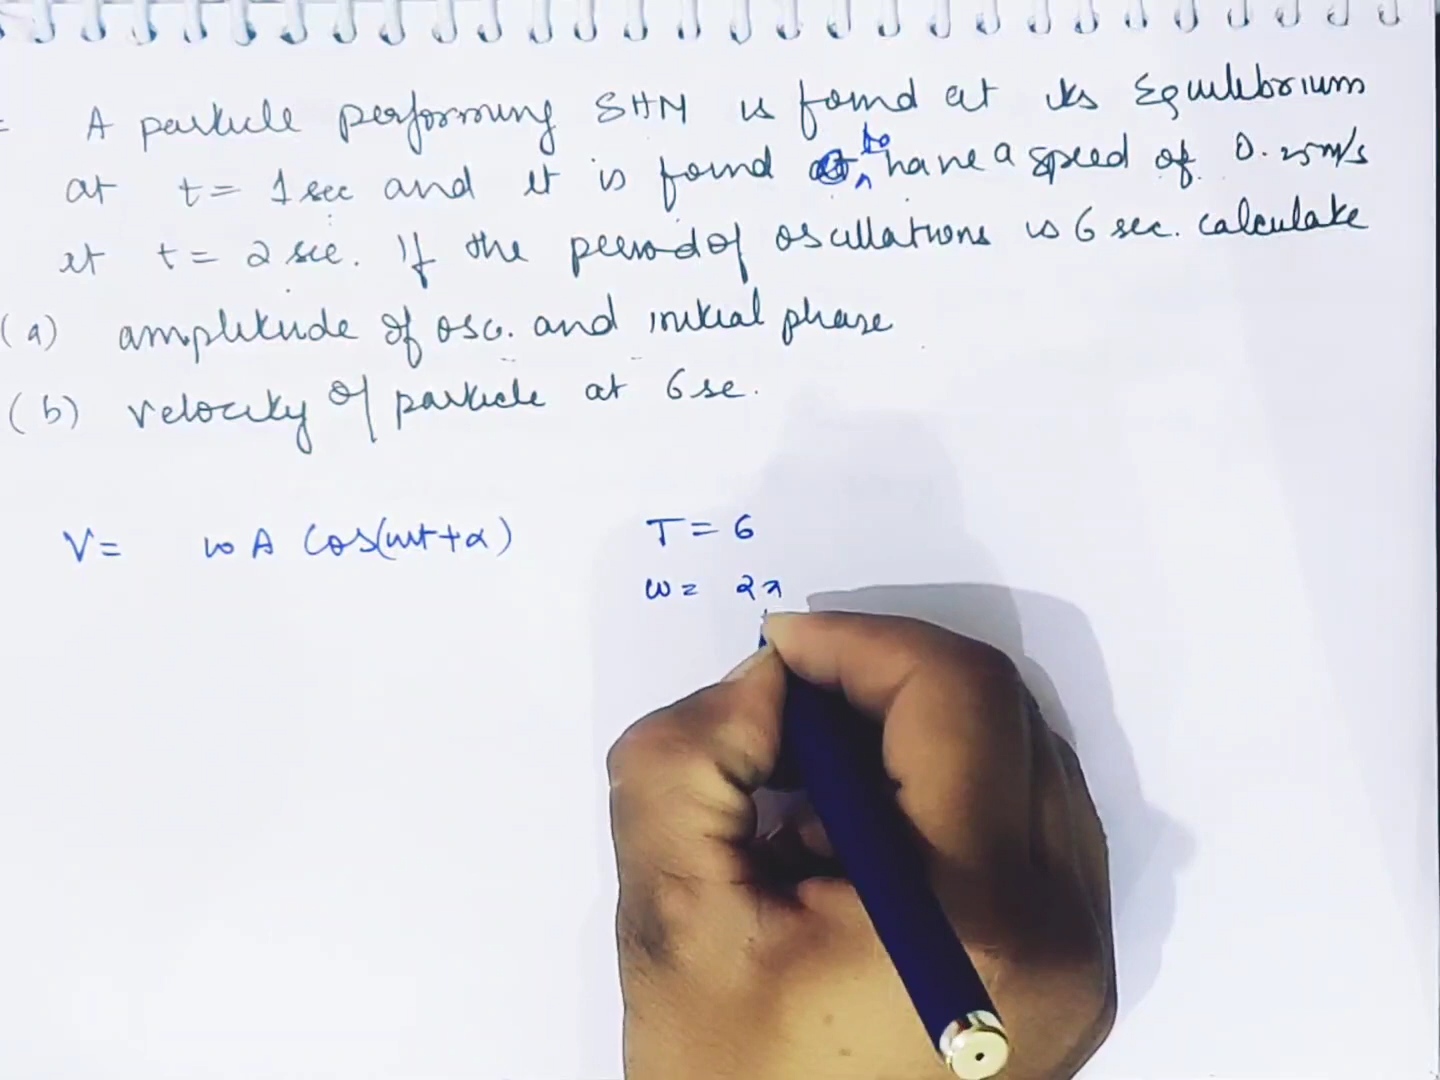 A particle performing SHM is found at its Equilibrium
at t = 1 sec and it is found to have a speed of 0.25 m/s
at t = 2 sec. If the period of oscillations is 6 sec. calculate
(a) amplitude of osc. and initial phase
(b) velocity of particle at 6 se.
V = ω A Cos(ωt+α) T = 6
ω = 2π